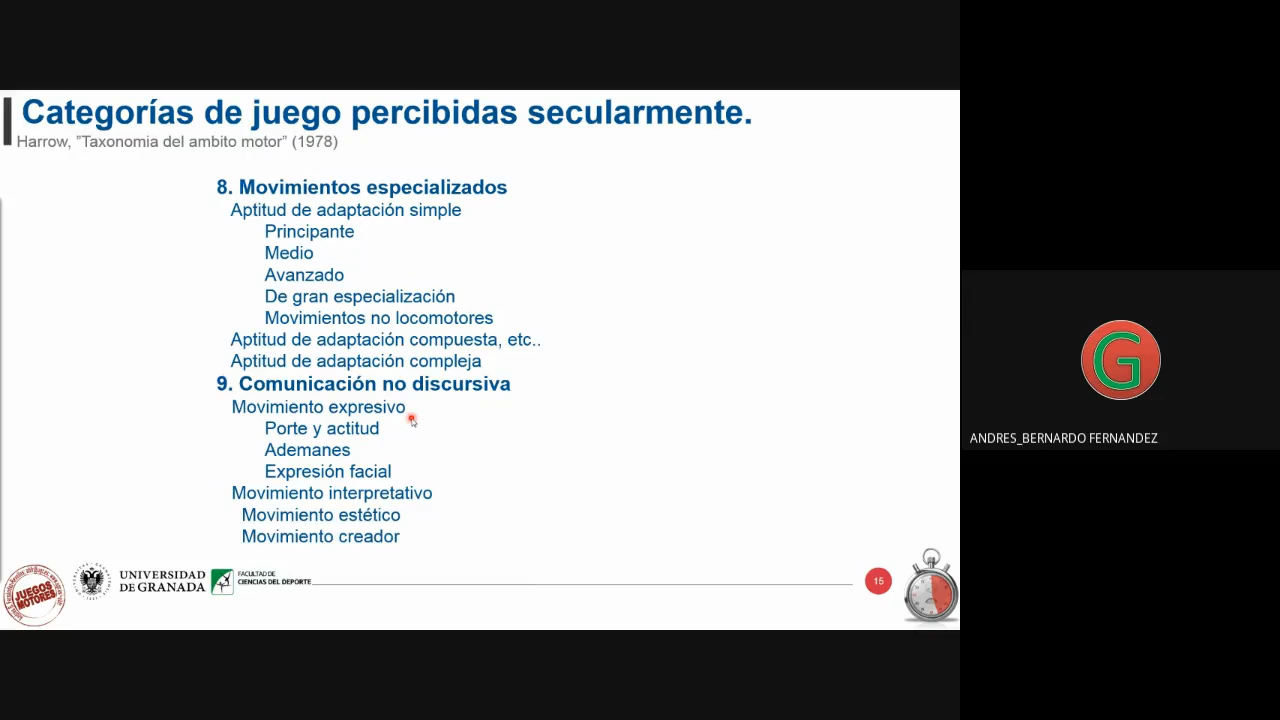 Categorías de juego percibidas secularmente.
Harrow, "Taxonomia del ambito motor" (1978)
8. Movimientos especializados
Aptitud de adaptación simple
Principante
Medio
Avanzado
De gran especialización
Movimientos no locomotores
Aptitud de adaptación compuesta, etc..
Aptitud de adaptación compleja
9. Comunicación no discursiva
Movimiento expresivo
Porte y actitud
Ademanes
Expresión facial
Movimiento interpretativo
Movimiento estético
Movimiento creador
JUEGOS
MOTORES
UNIVERSIDAD
DE GRANADA
FACULTAD DE
CIENCIAS DEL DEPORTE
15
G
ANDRES_BERNARDO FERNANDEZ